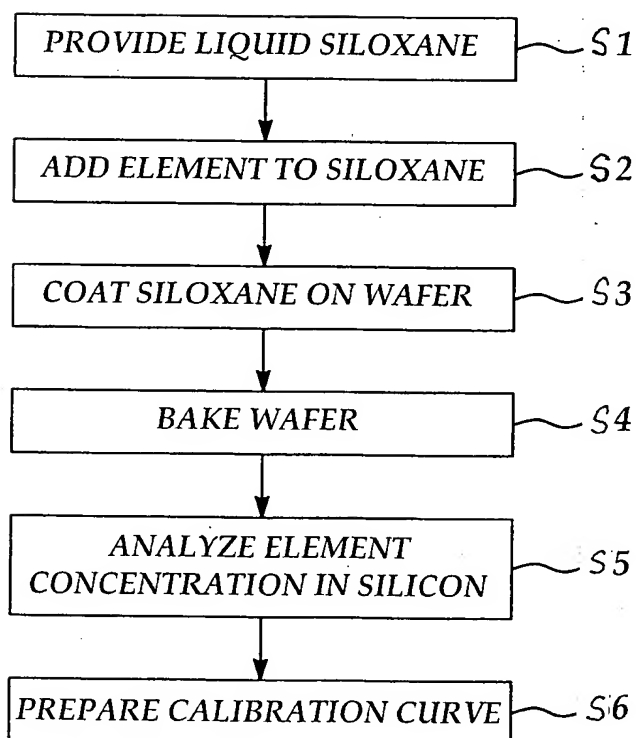 PROVIDE LIQUID SILOXANE S1
ADD ELEMENT TO SILOXANE S2
COAT SILOXANE ON WAFER S3
BAKE WAFER S4
ANALYZE ELEMENT
CONCENTRATION IN SILICON S5
PREPARE CALIBRATION CURVE S6